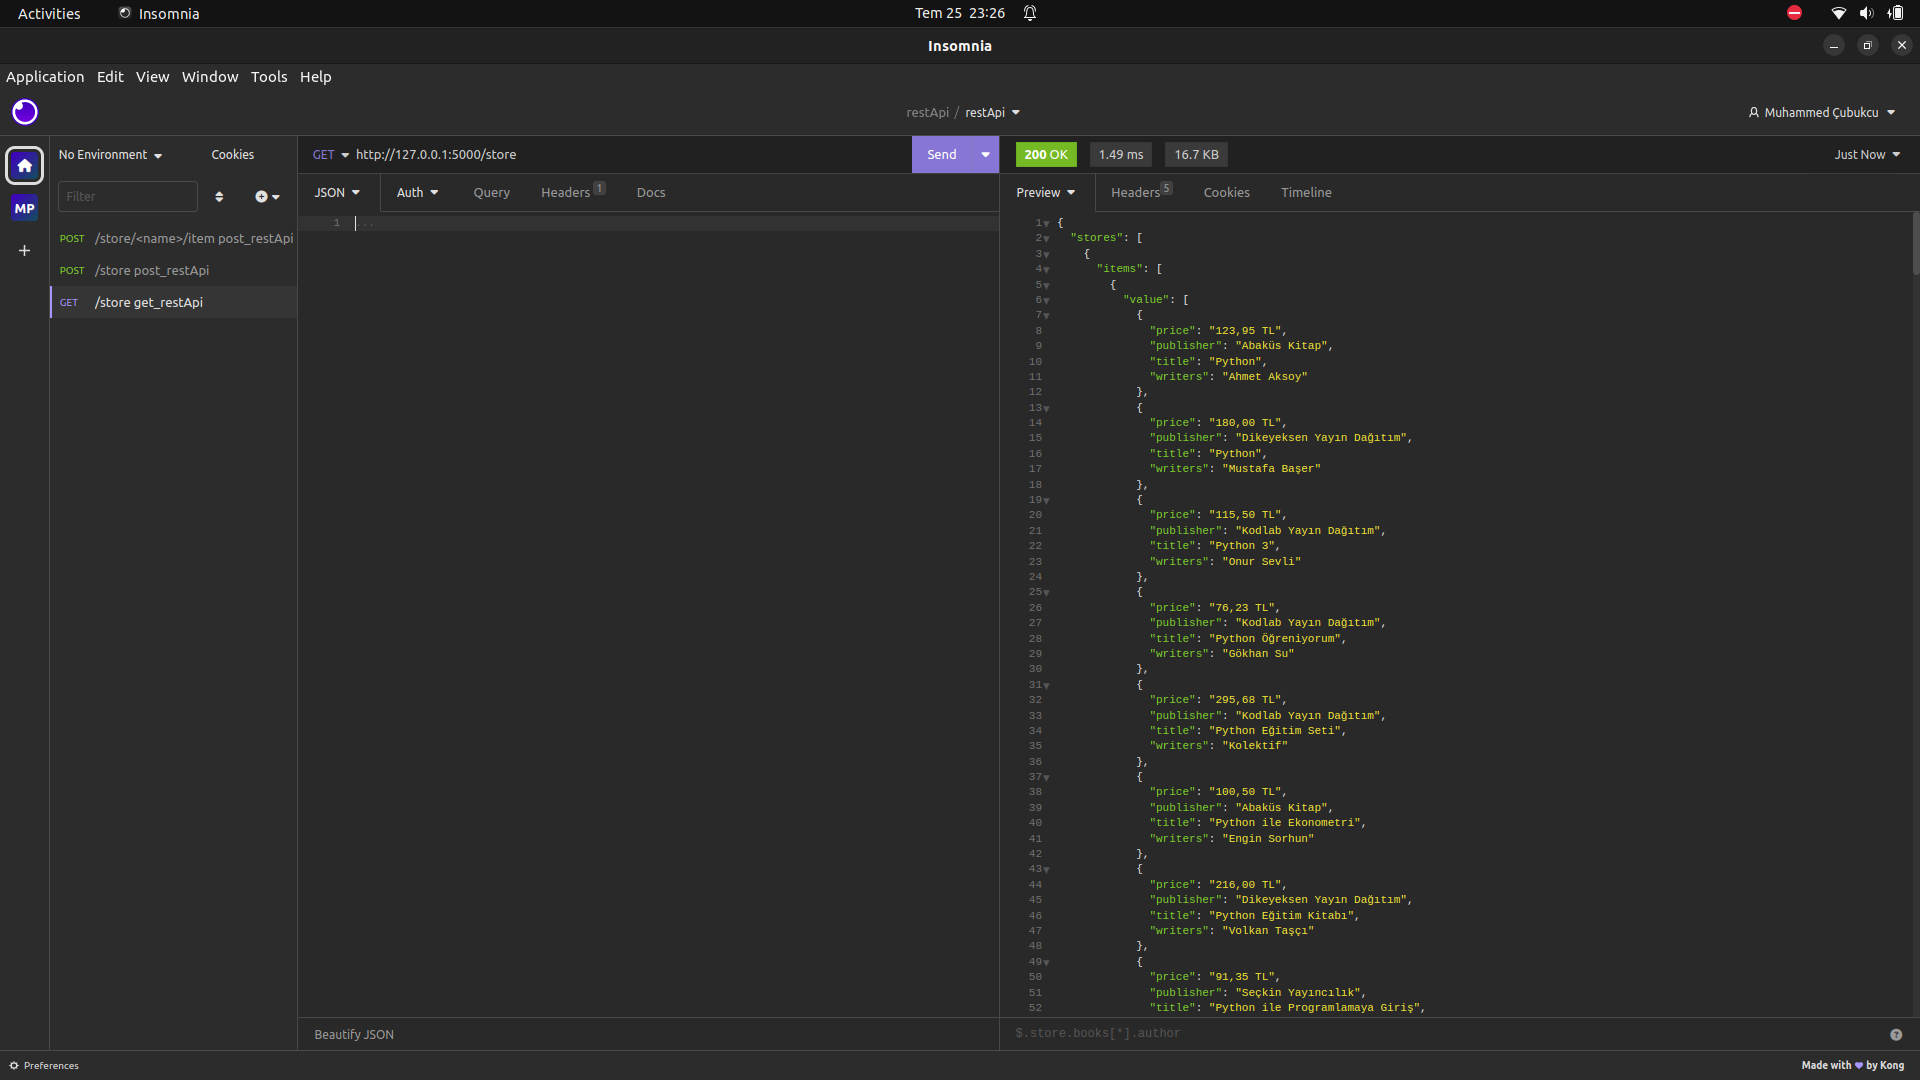 Activities Insomnia Tem 25 23:26
Insomnia
Application Edit View Window Tools Help
restApi / restApi Muhammed Çubukcu
No Environment Cookies
GET http://127.0.0.1:5000/store Send
200 OK 1.49 ms 16.7 KB Just Now
MP
+
Filter
POST /store/<name>/item post_restApi
POST /store post_restApi
GET /store get_restApi
JSON Auth Query Headers 1 Docs
1 ...
Beautify JSON
Preview Headers 5 Cookies Timeline
1 {
2 "stores": [
3 {
4 "items": [
5 {
6 "value": [
7 {
8 "price": "123,95 TL",
9 "publisher": "Abaküs Kitap",
10 "title": "Python",
11 "writers": "Ahmet Aksoy"
12 },
13 {
14 "price": "180,00 TL",
15 "publisher": "Dikeyeksen Yayın Dağıtım",
16 "title": "Python",
17 "writers": "Mustafa Başer"
18 },
19 {
20 "price": "115,50 TL",
21 "publisher": "Kodlab Yayın Dağıtım",
22 "title": "Python 3",
23 "writers": "Onur Sevli"
24 },
25 {
26 "price": "76,23 TL",
27 "publisher": "Kodlab Yayın Dağıtım",
28 "title": "Python Öğreniyorum",
29 "writers": "Gökhan Su"
30 },
31 {
32 "price": "295,68 TL",
33 "publisher": "Kodlab Yayın Dağıtım",
34 "title": "Python Eğitim Seti",
35 "writers": "Kolektif"
36 },
37 {
38 "price": "100,50 TL",
39 "publisher": "Abaküs Kitap",
40 "title": "Python ile Ekonometri",
41 "writers": "Engin Sorhun"
42 },
43 {
44 "price": "216,00 TL",
45 "publisher": "Dikeyeksen Yayın Dağıtım",
46 "title": "Python Eğitim Kitabı",
47 "writers": "Volkan Taşçı"
48 },
49 {
50 "price": "91,35 TL",
51 "publisher": "Seçkin Yayıncılık",
52 "title": "Python ile Programlamaya Giriş",
$.store.books[*].author
Preferences
Made with 💜 by Kong